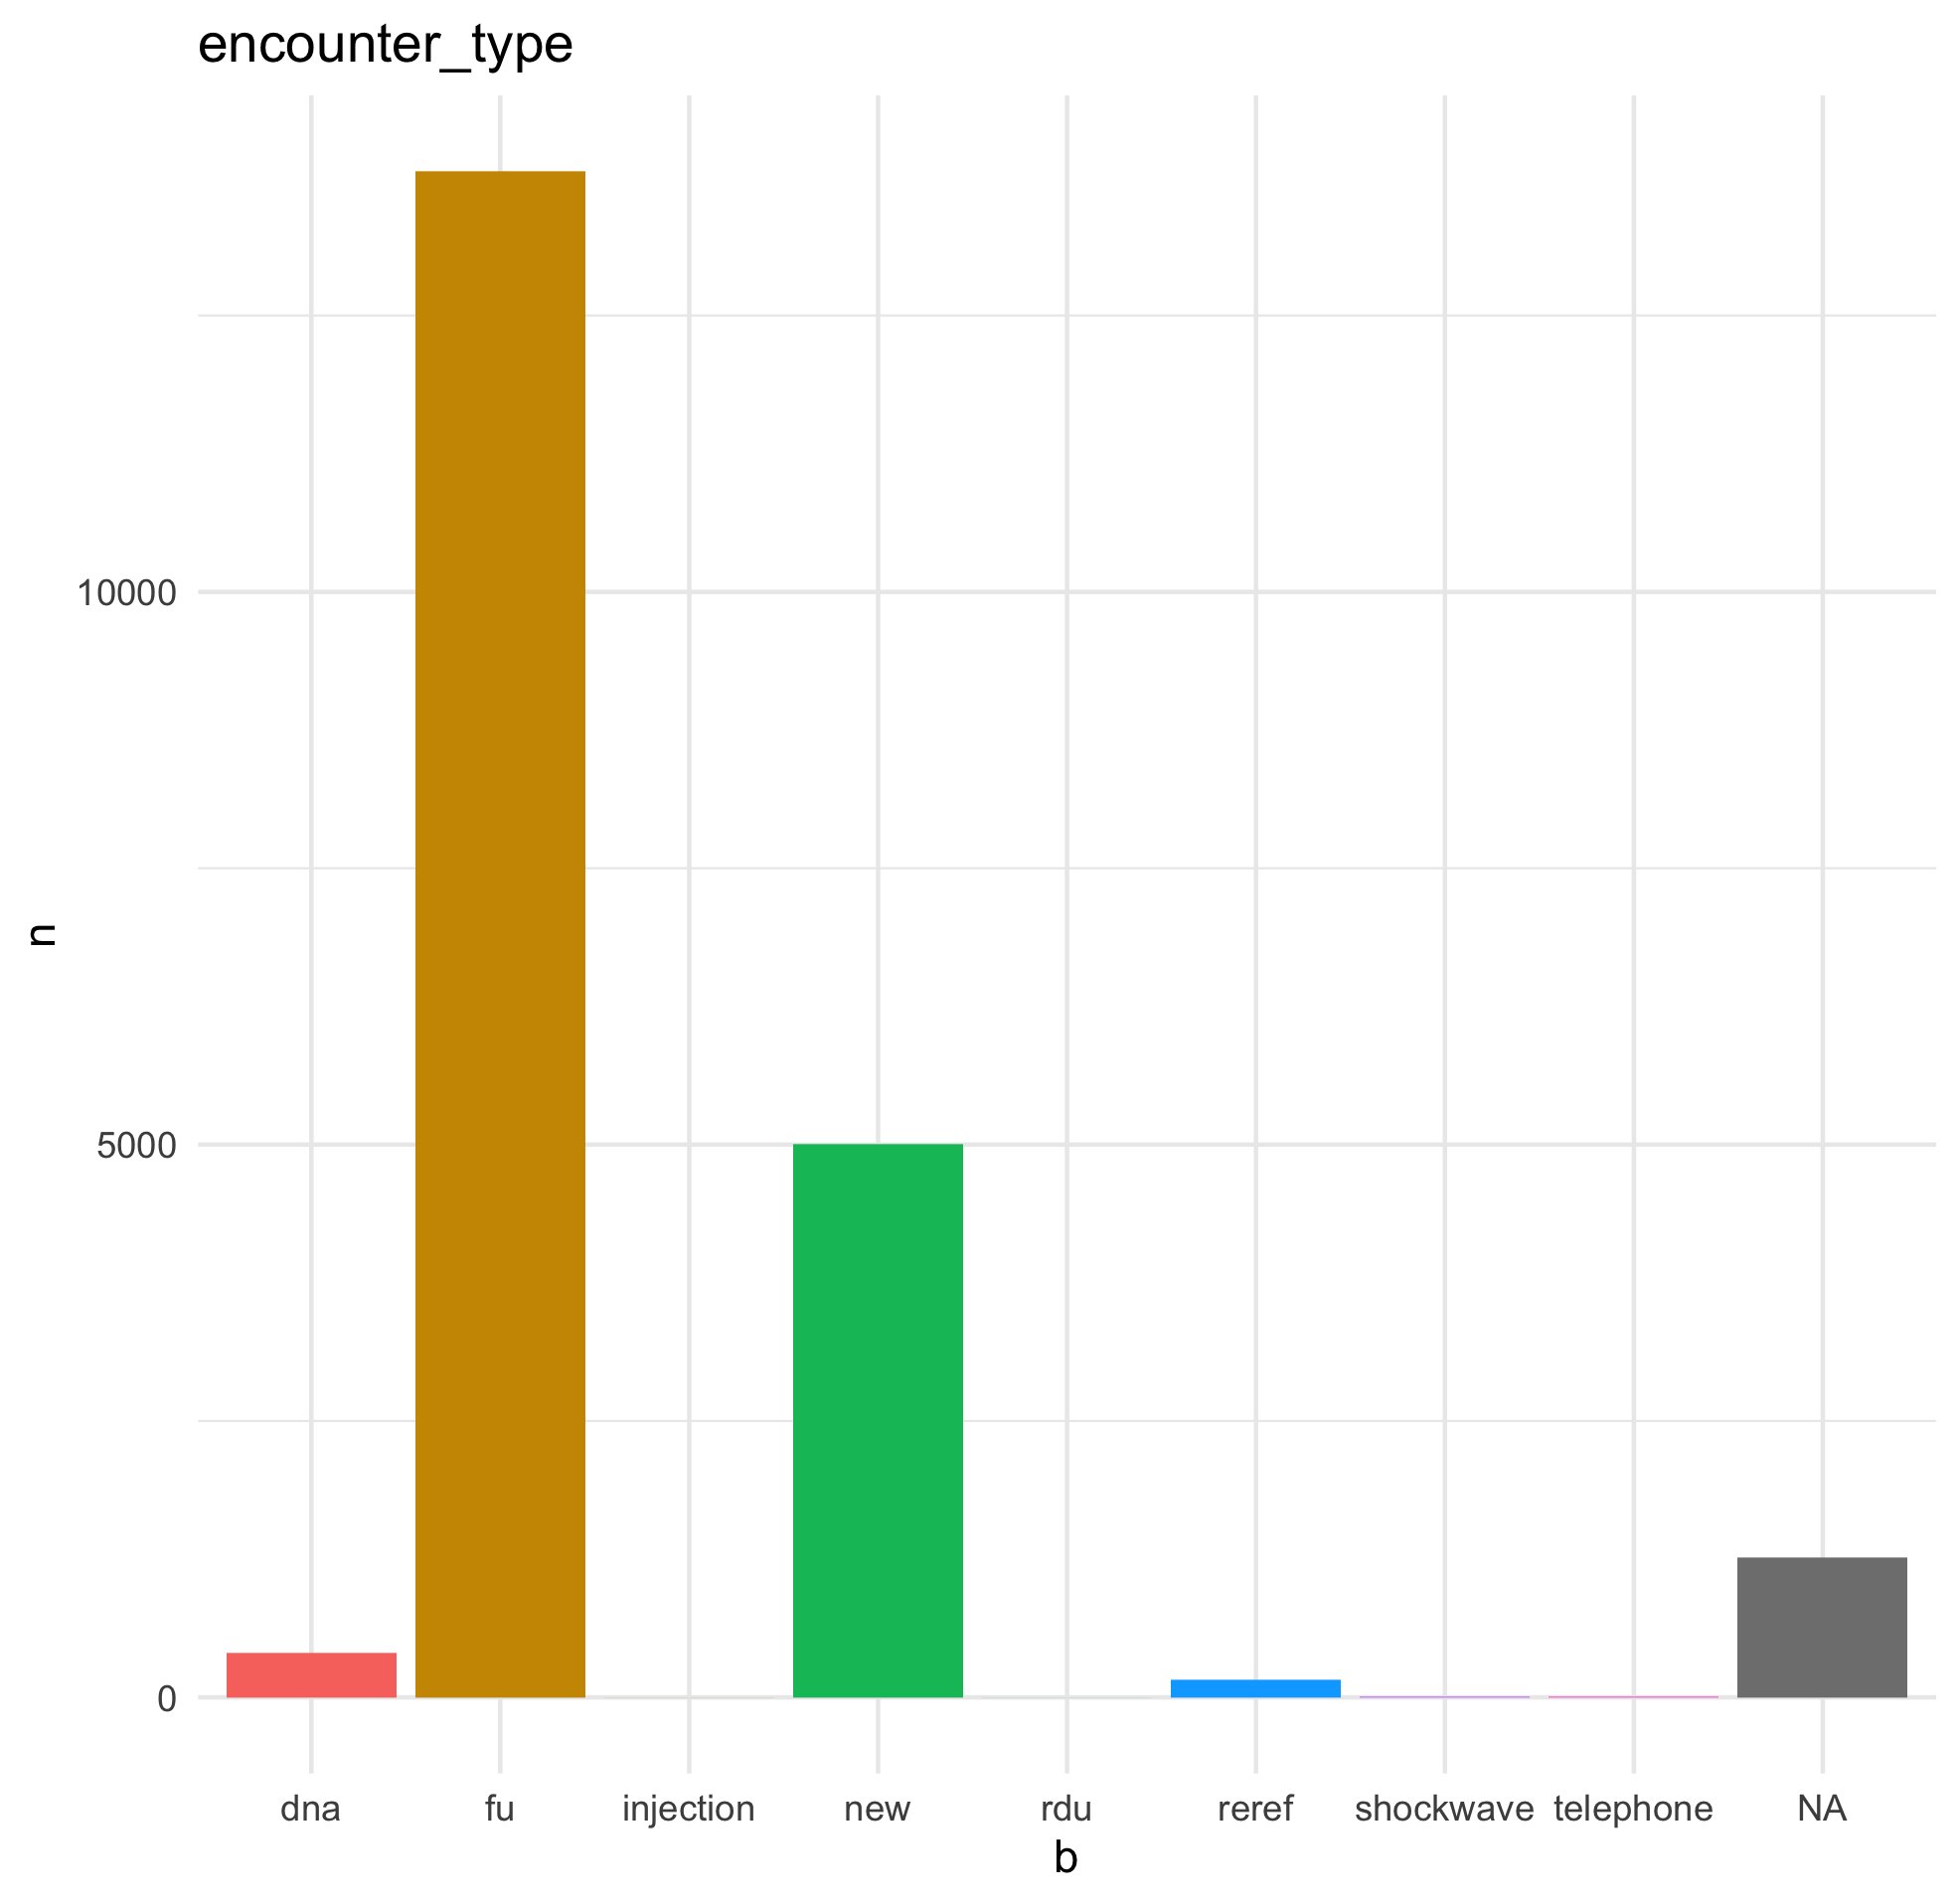 encounter_type
n
10000
5000
0
dna fu injection new rdu reref shockwave telephone NA
b